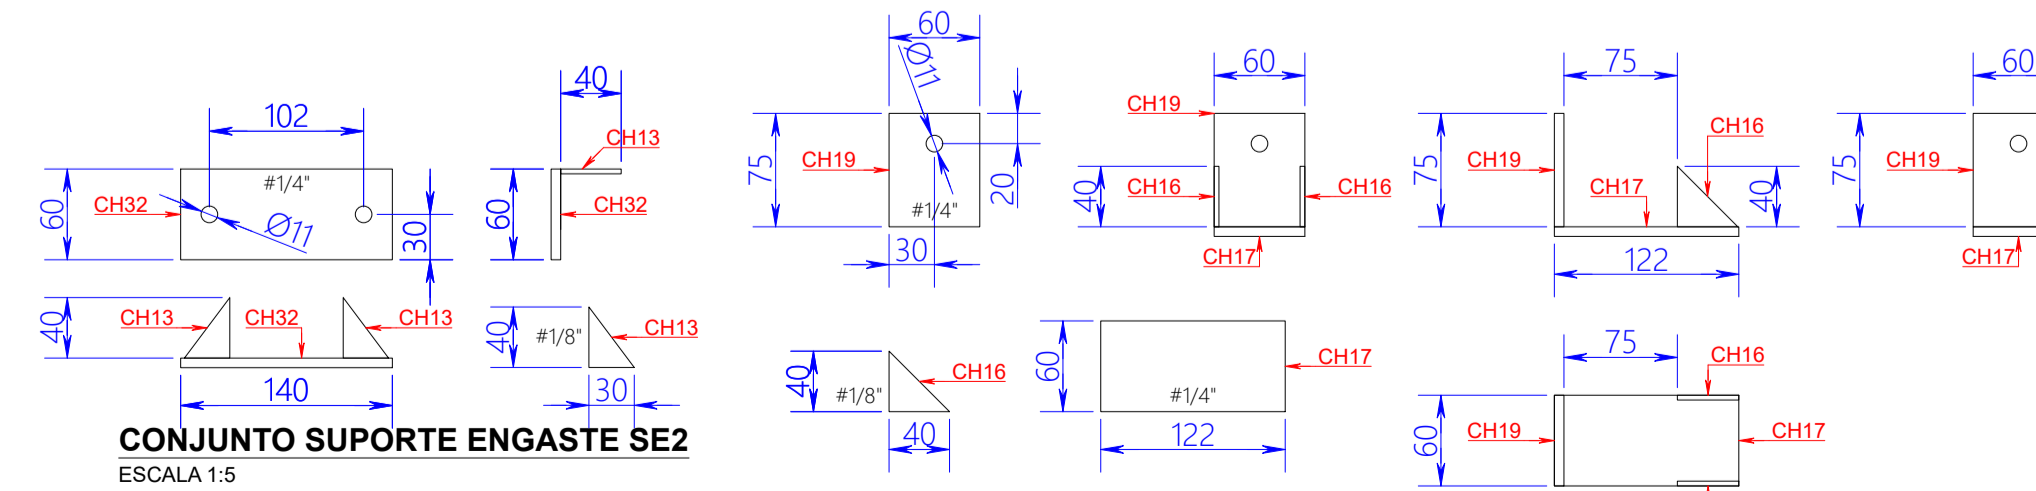 102
#1/4"
CH32
60
Ø11
30
40
CH13
60
CH32
40
CH13
CH32
CH13
140
40
#1/8"
CH13
30
CONJUNTO SUPORTE ENGASTE SE2
ESCALA 1:5
60
Ø11
75
CH19
20
#1/4"
30
60
CH19
40
CH16
CH16
CH17
40
#1/8"
CH16
40
60
CH17
#1/4"
122
75
75
CH19
CH16
CH17
40
122
75
CH16
60
CH19
CH17
60
75
CH19
CH17